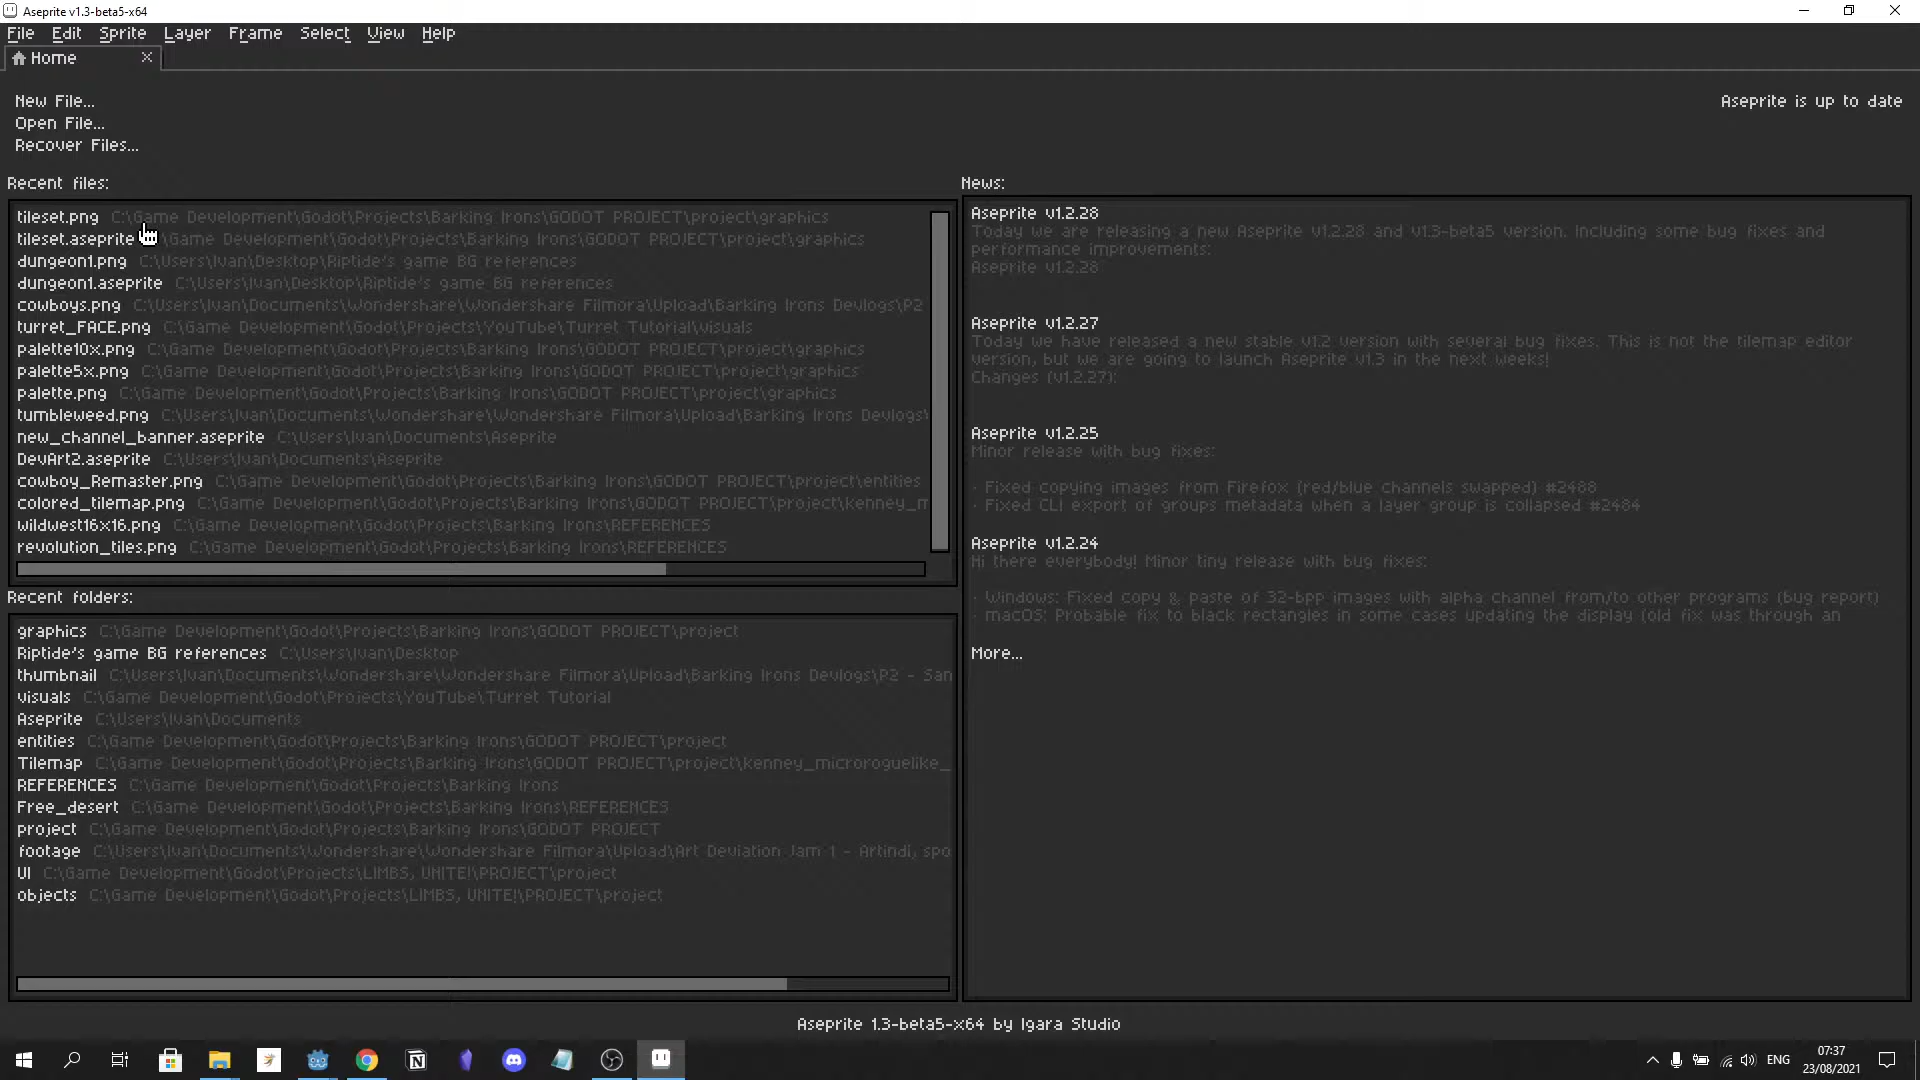 Aseprite v1.3-beta5-x64
File Edit Sprite Layer Frame Select View Help
Home
New File...
Open File...
Recover Files...
Aseprite is up to date
Recent files:
tileset.png C:\Game Development\Godot\Projects\Barking Irons\GODOT PROJECT\project\graphics
tileset.aseprite \Game Development\Godot\Projects\Barking Irons\GODOT PROJECT\project\graphics
dungeon1.png C:\Users\Ivan\Desktop\Riptide's game BG references
dungeon1.aseprite C:\Users\Ivan\Desktop\Riptide's game BG references
cowboys.png C:\Users\Ivan\Documents\Wondershare\Wondershare Filmora\Upload\Barking Irons Devlogs\P2
turret_FACE.png C:\Game Development\Godot\Projects\YouTube\Turret Tutorial\visuals
palette10x.png C:\Game Development\Godot\Projects\Barking Irons\GODOT PROJECT\project\graphics
palette5x.png C:\Game Development\Godot\Projects\Barking Irons\GODOT PROJECT\project\graphics
palette.png C:\Game Development\Godot\Projects\Barking Irons\GODOT PROJECT\project\graphics
tumbleweed.png C:\Users\Ivan\Documents\Wondershare\Wondershare Filmora\Upload\Barking Irons Devlogs\
new_channel_banner.aseprite C:\Users\Ivan\Documents\Aseprite
DevArt2.aseprite C:\Users\Ivan\Documents\Aseprite
cowboy_Remaster.png C:\Game Development\Godot\Projects\Barking Irons\GODOT PROJECT\project\entities
colored_tilemap.png C:\Game Development\Godot\Projects\Barking Irons\GODOT PROJECT\project\kenney_m
wildwest16x16.png C:\Game Development\Godot\Projects\Barking Irons\REFERENCES
revolution_tiles.png C:\Game Development\Godot\Projects\Barking Irons\REFERENCES
Recent folders:
graphics C:\Game Development\Godot\Projects\Barking Irons\GODOT PROJECT\project
Riptide's game BG references C:\Users\Ivan\Desktop
thumbnail C:\Users\Ivan\Documents\Wondershare\Wondershare Filmora\Upload\Barking Irons Devlogs\P2 - San
visuals C:\Game Development\Godot\Projects\YouTube\Turret Tutorial
Aseprite C:\Users\Ivan\Documents
entities C:\Game Development\Godot\Projects\Barking Irons\GODOT PROJECT\project
Tilemap C:\Game Development\Godot\Projects\Barking Irons\GODOT PROJECT\project\kenney_microroguelike_
REFERENCES C:\Game Development\Godot\Projects\Barking Irons
Free_desert C:\Game Development\Godot\Projects\Barking Irons\REFERENCES
project C:\Game Development\Godot\Projects\Barking Irons\GODOT PROJECT
footage C:\Users\Ivan\Documents\Wondershare\Wondershare Filmora\Upload\Art Deviation Jam 1 - Artindi, spo
UI C:\Game Development\Godot\Projects\LIMBS, UNITE!\PROJECT\project
objects C:\Game Development\Godot\Projects\LIMBS, UNITE!\PROJECT\project
News:
Aseprite v1.2.28
Today we are releasing a new Aseprite v1.2.28 and v1.3-beta5 version. Including some bug fixes and
performance improvements:
Aseprite v1.2.28
Aseprite v1.2.27
Today we have released a new stable v1.2 version with several bug fixes. This is not the tilemap editor
version, but we are going to launch Aseprite v1.3 in the next weeks!
Changes (v1.2.27):
Aseprite v1.2.25
Minor release with bug fixes:
· Fixed copying images from Firefox (red/blue channels swapped) #2488
· Fixed CLI export of groups metadata when a layer group is collapsed #2484
Aseprite v1.2.24
Hi there everybody! Minor tiny release with bug fixes:
· Windows: Fixed copy & paste of 32-bpp images with alpha channel from/to other programs (bug report)
· macOS: Probable fix to black rectangles in some cases updating the display (old fix was through an
More...
Aseprite 1.3-beta5-x64 by Igara Studio
ENG
07:37
23/08/2021